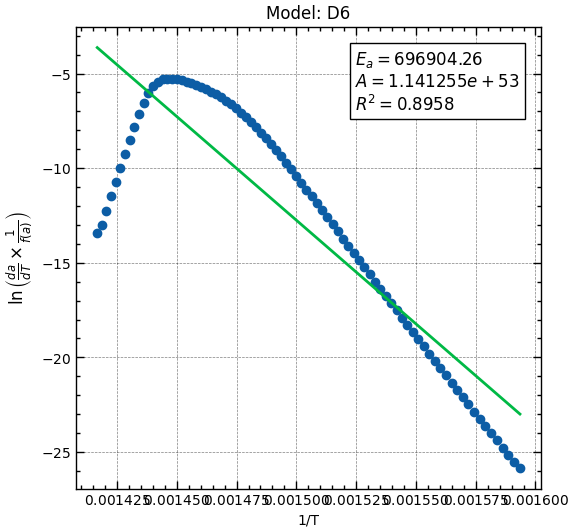 Model: D6
E_a = 696904.26
A = 1.141255e + 53
R^2 = 0.8958
ln (da/dT × 1/f(a))
−5
−10
−15
−20
−25
0.001425 0.001450 0.001475 0.001500 0.001525 0.001550 0.001575 0.001600
1/T